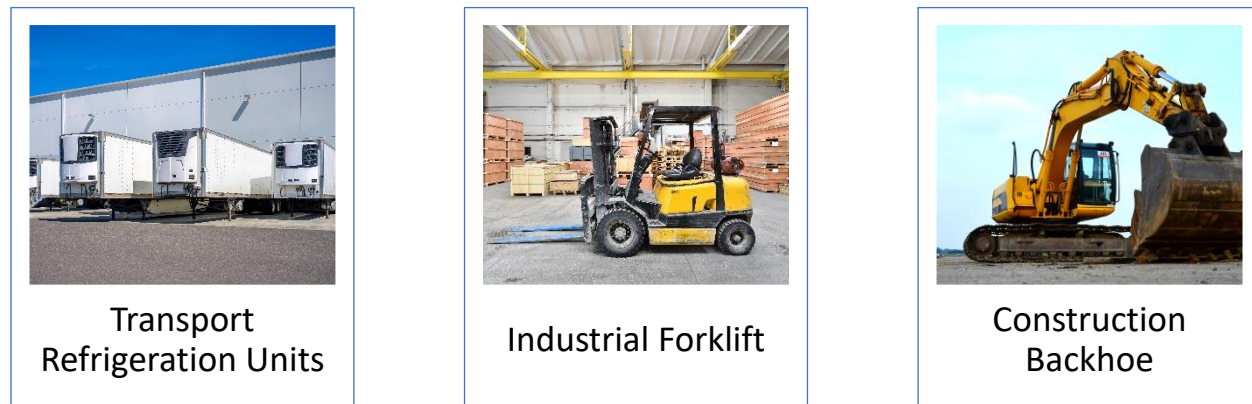 Transport
Refrigeration Units
Industrial Forklift
Construction
Backhoe